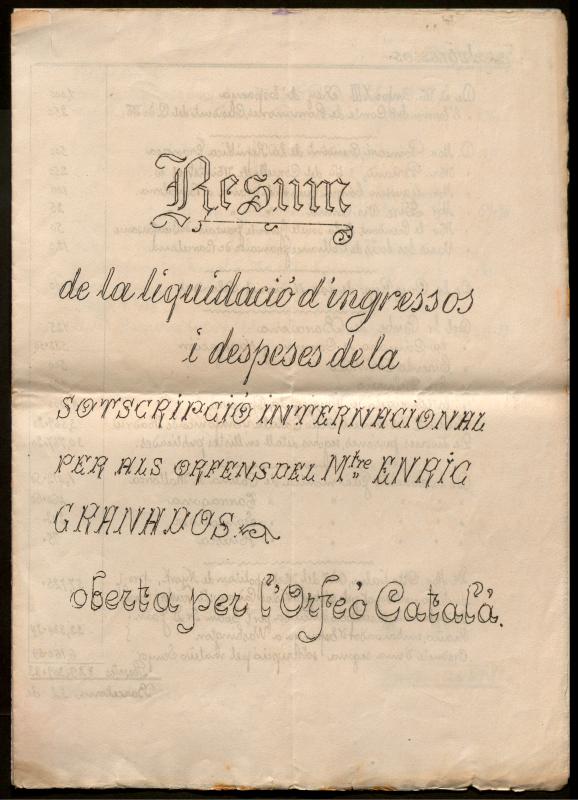 Resum
de la liquidació d'ingressos
i despeses de la
SOTSCRIPCIÓ INTERNACIONAL
PER ALS ORFENS DEL Mtre ENRIC
GRANADOS.
oberta per l'Orfeó Català.